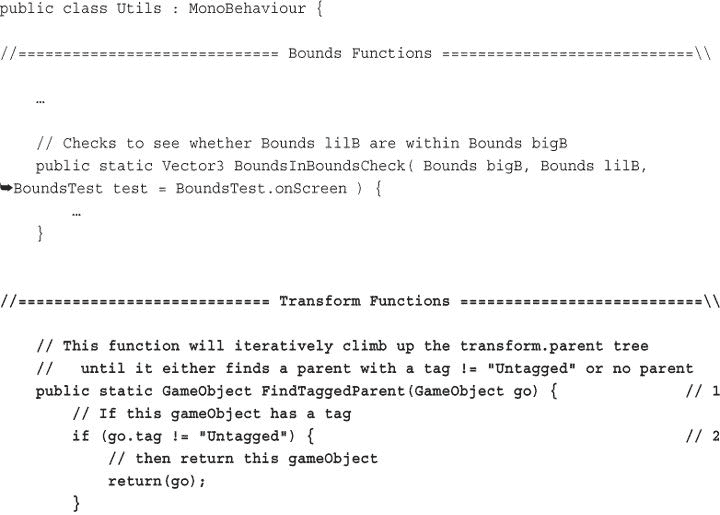 public class Utils : MonoBehaviour {
//============================= Bounds Functions ============================\\
…
// Checks to see whether Bounds lilB are within Bounds bigB
public static Vector3 BoundsInBoundsCheck( Bounds bigB, Bounds lilB,
➥BoundsTest test = BoundsTest.onScreen ) {
…
}
//============================ Transform Functions ===========================\\
// This function will iteratively climb up the transform.parent tree
//   until it either finds a parent with a tag != "Untagged" or no parent
public static GameObject FindTaggedParent(GameObject go) { // 1
// If this gameObject has a tag
if (go.tag != "Untagged") { // 2
// then return this gameObject
return(go);
}